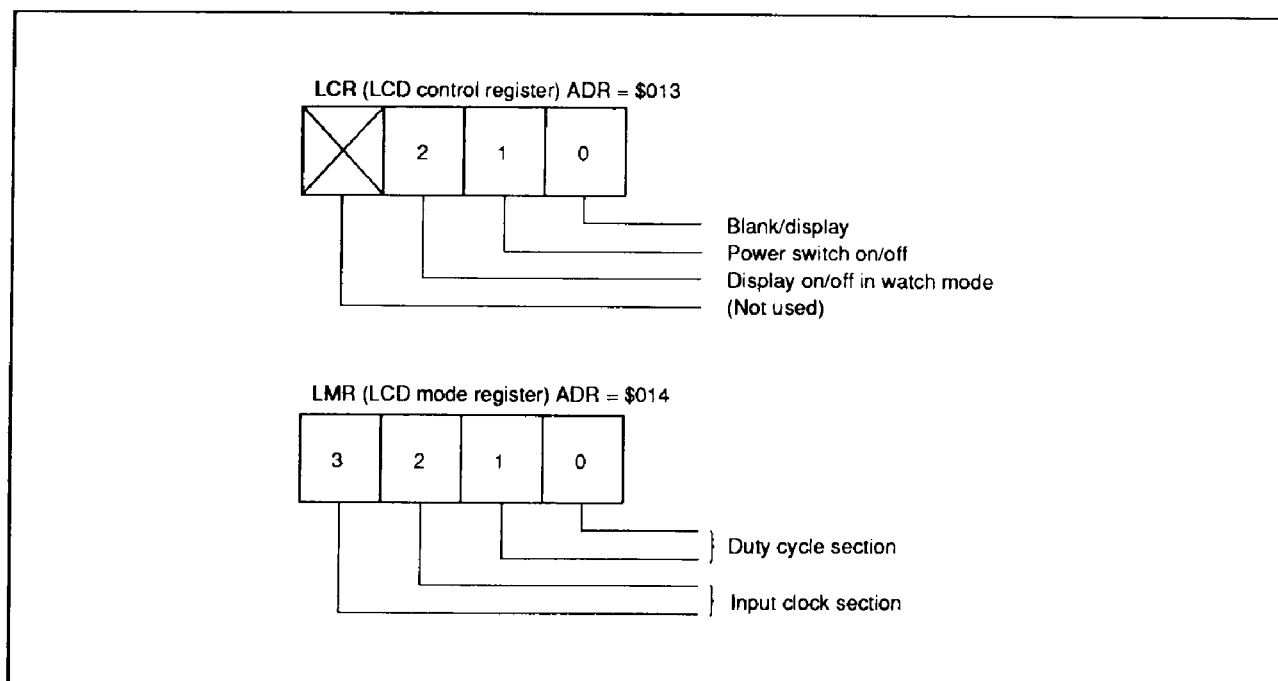 LCR (LCD control register) ADR = $013
2 1 0
Blank/display
Power switch on/off
Display on/off in watch mode
(Not used)
LMR (LCD mode register) ADR = $014
3 2 1 0
Duty cycle section
Input clock section